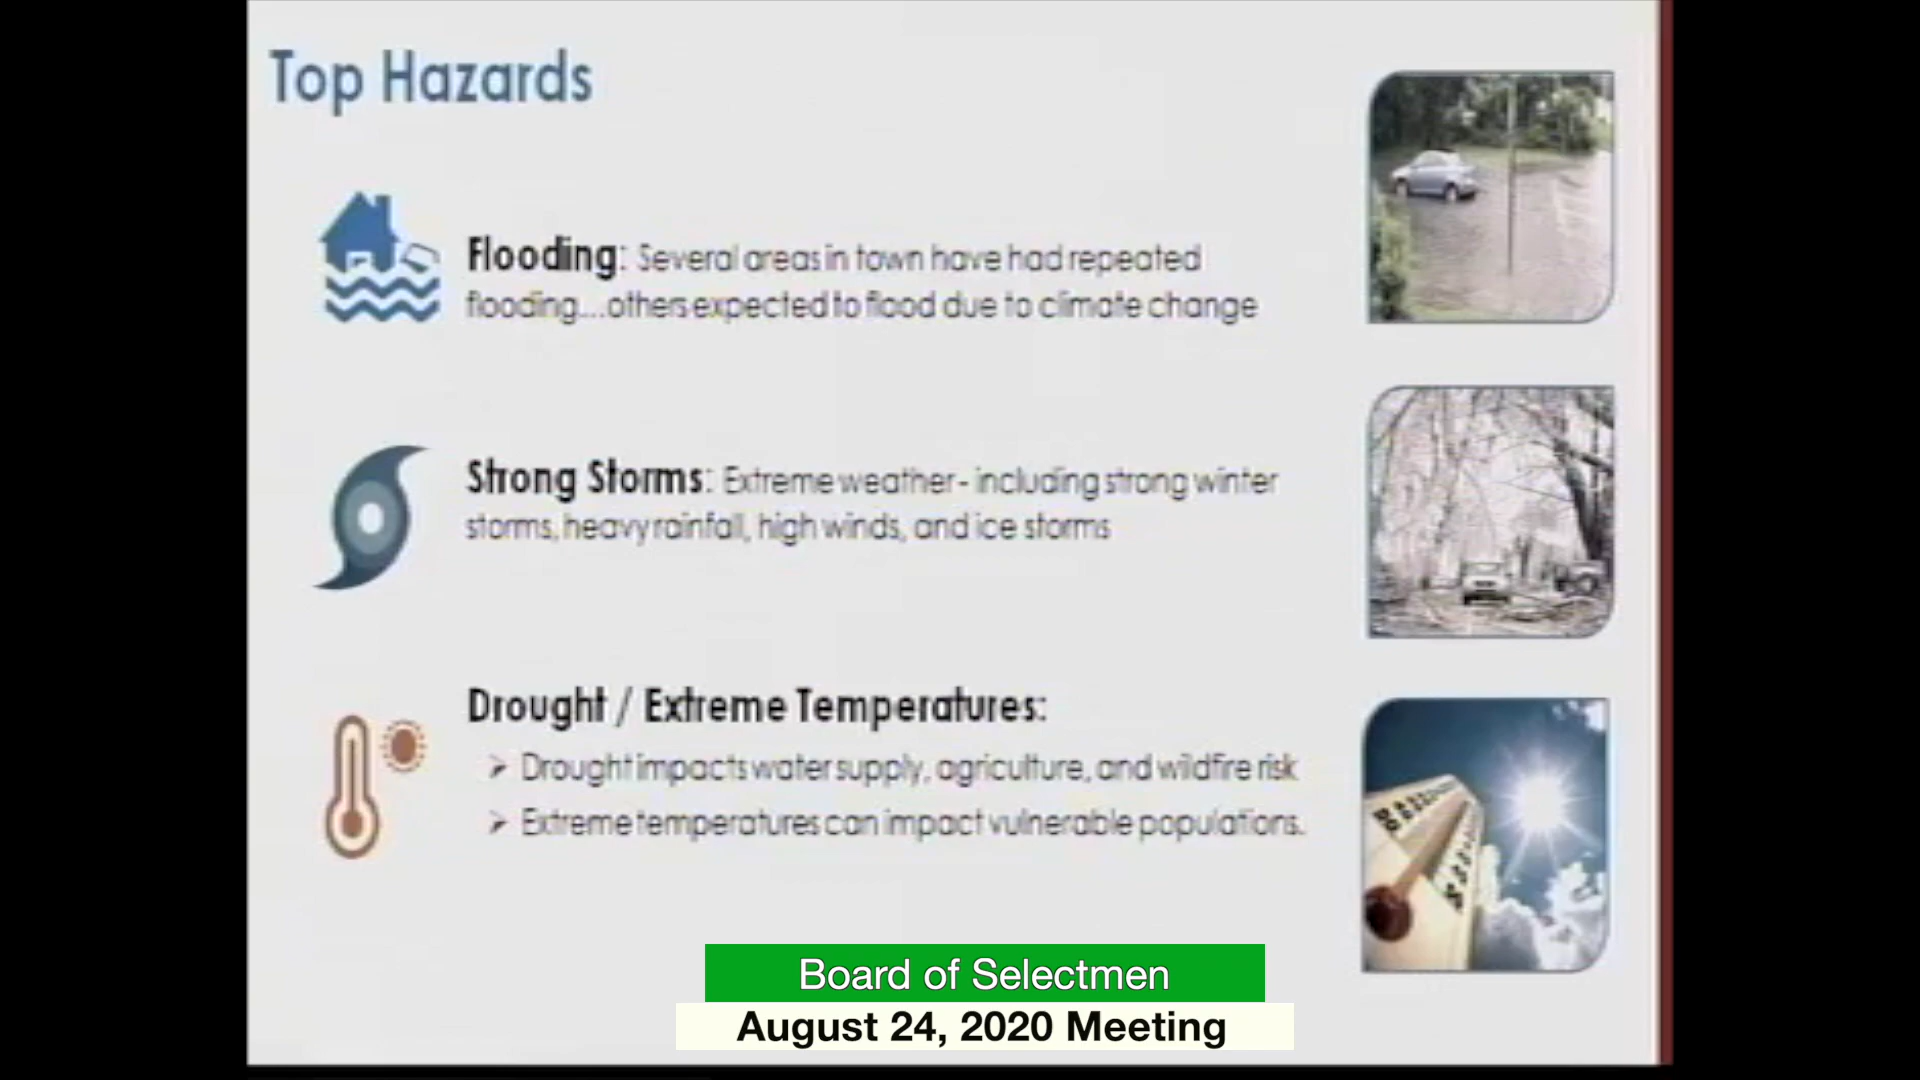 Top Hazards
Flooding: Several areas in town have had repeated
flooding...others expected to flood due to climate change
Strong Storms: Extreme weather - including strong winter
storms, heavy rainfall, high winds, and ice storms
Drought / Extreme Temperatures:
➤ Drought impacts water supply, agriculture, and wildfire risk
➤ Extreme temperatures can impact vulnerable populations.
Board of Selectmen
August 24, 2020 Meeting